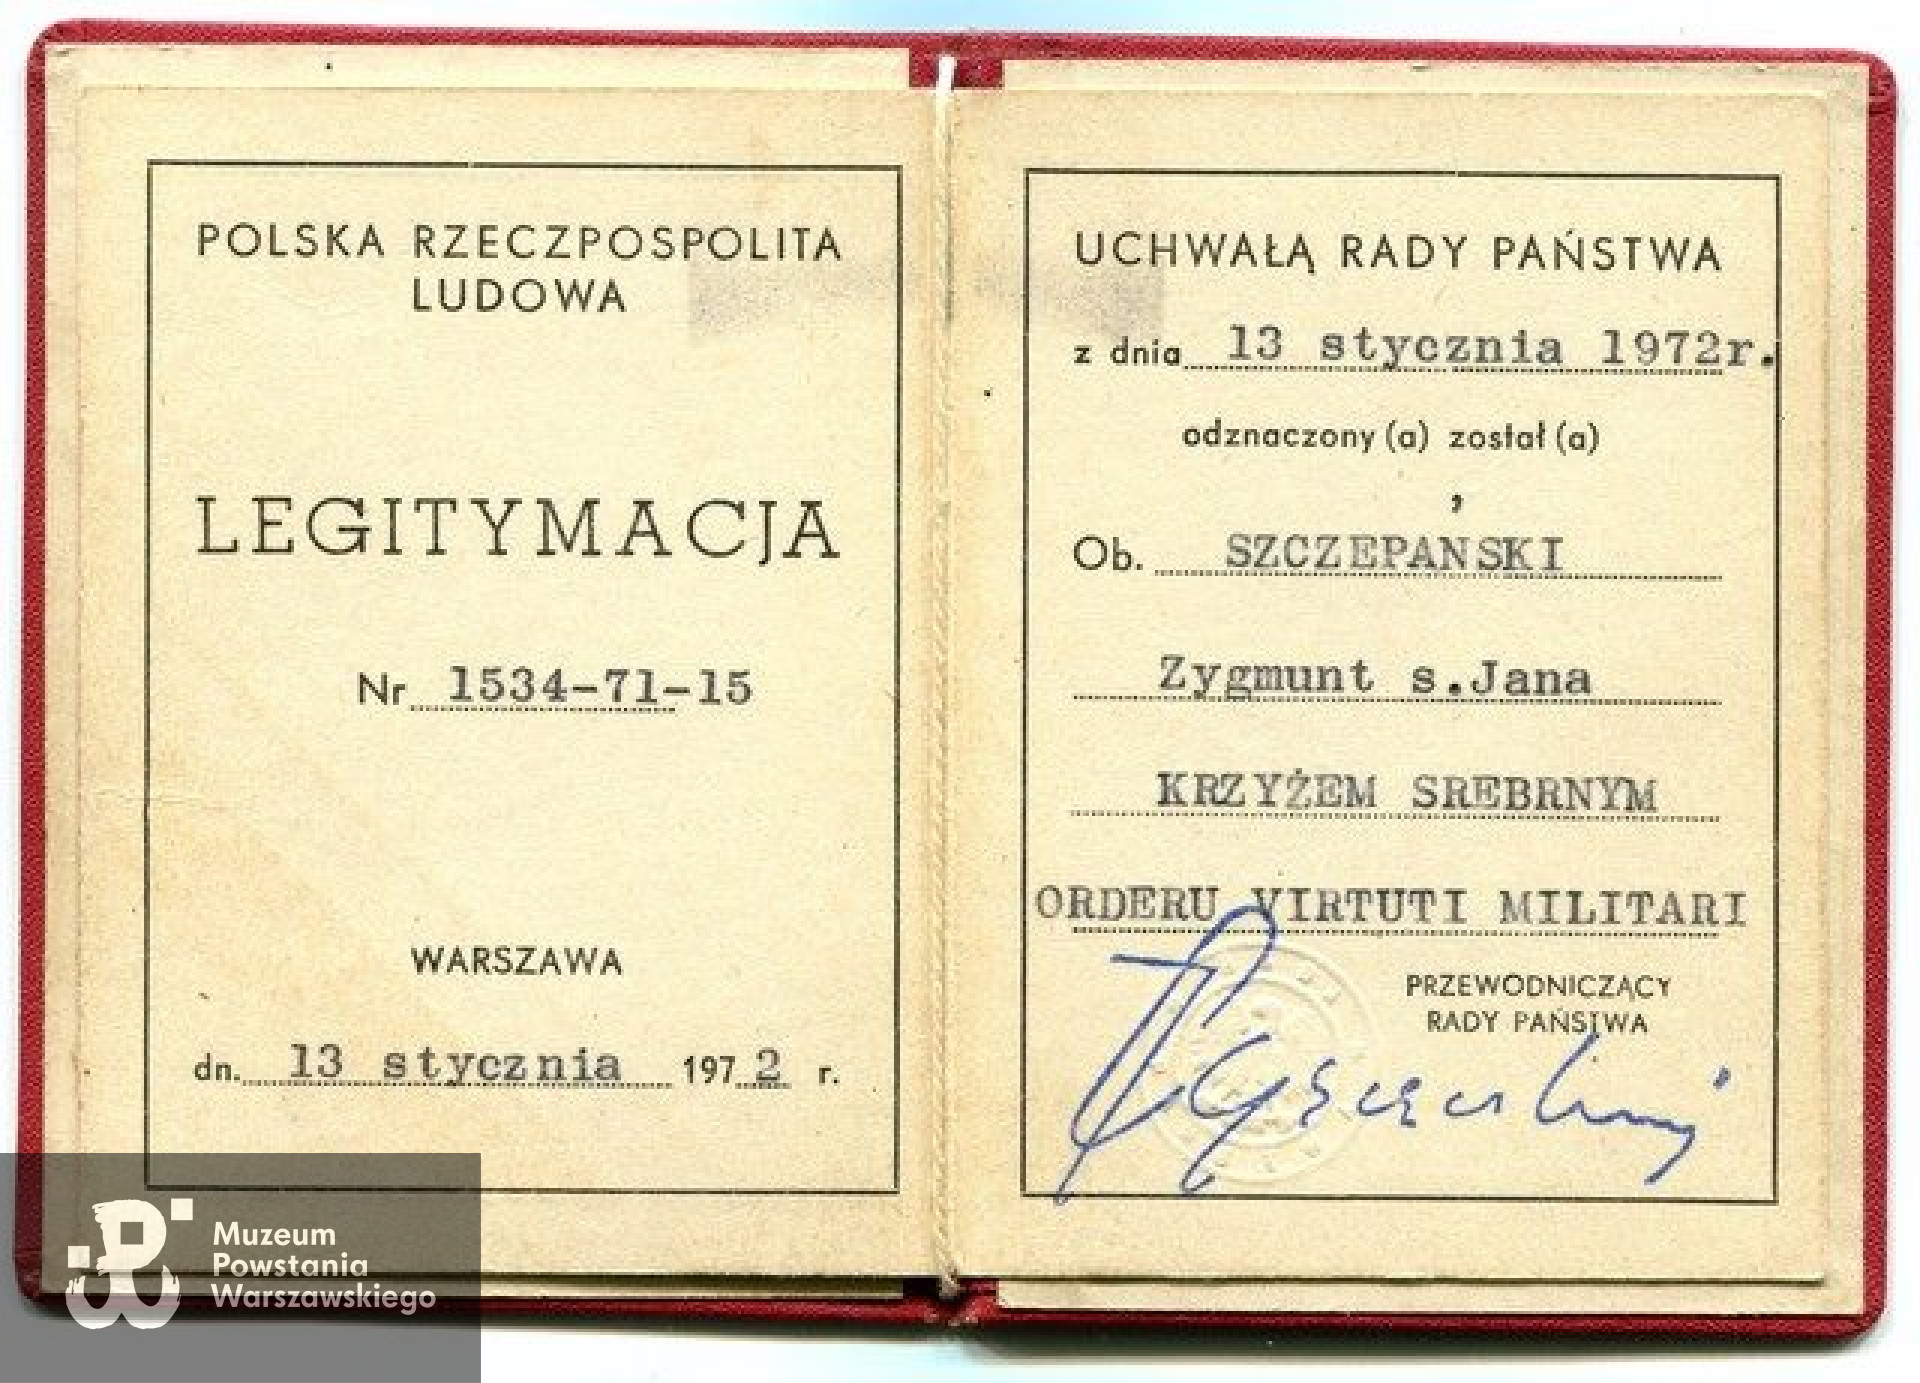 POLSKA RZECZPOSPOLITA
LUDOWA
LEGITYMACJA
Nr 1534-71-15
WARSZAWA
dn. 13 stycznia 1972 r.
UCHWAŁĄ RADY PAŃSTWA
z dnia 13 stycznia 1972r.
odznaczony (a) został (a)
Ob. SZCZEPAŃSKI
Zygmunt s.Jana
KRZYŻEM SREBRNYM
ORDERU VIRTUTI MILITARI
PRZEWODNICZĄCY
RADY PAŃSTWA
Muzeum
Powstania
Warszawskiego